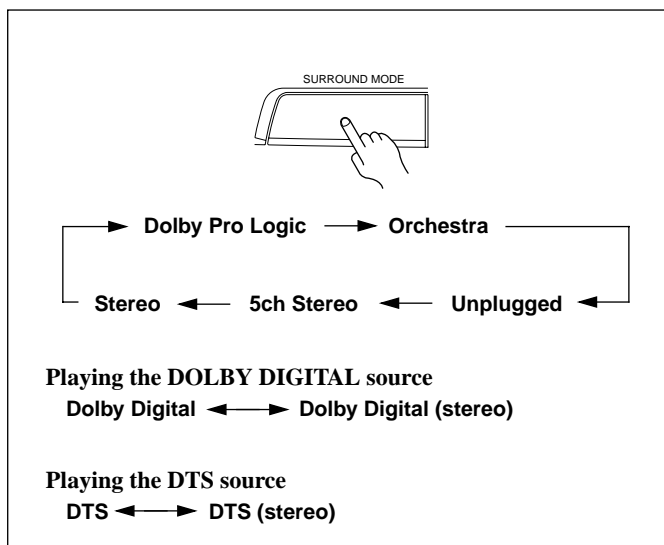 SURROUND MODE
Dolby Pro Logic Orchestra
Stereo 5ch Stereo Unplugged
Playing the DOLBY DIGITAL source
Dolby Digital Dolby Digital (stereo)
Playing the DTS source
DTS DTS (stereo)